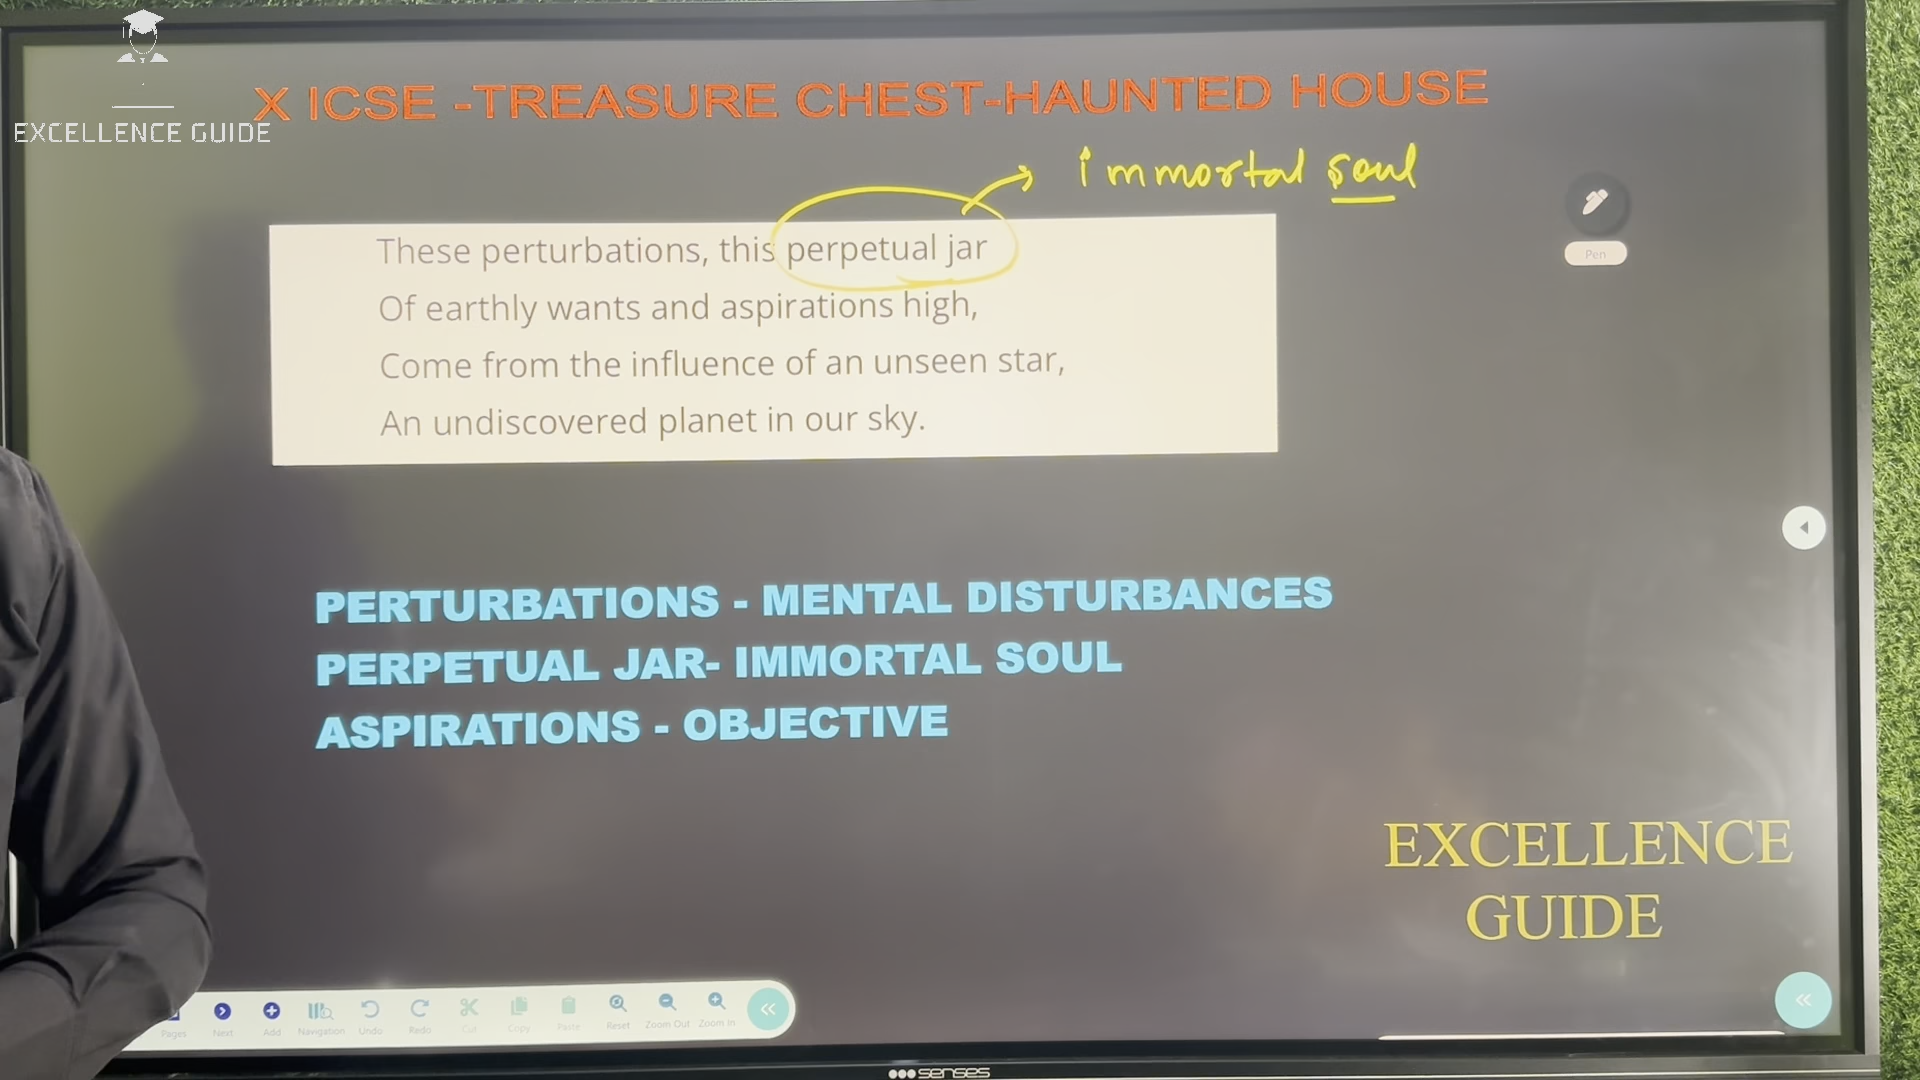 X ICSE -TREASURE CHEST-HAUNTED HOUSE
EXCELLENCE GUIDE
immortal soul
These perturbations, this perpetual jar
Of earthly wants and aspirations high,
Come from the influence of an unseen star,
An undiscovered planet in our sky.
Pen
PERTURBATIONS - MENTAL DISTURBANCES
PERPETUAL JAR- IMMORTAL SOUL
ASPIRATIONS - OBJECTIVE
EXCELLENCE
GUIDE
Pages Next Add Navigation Undo Redo Cut Copy Paste Reset Zoom Out Zoom In
senses